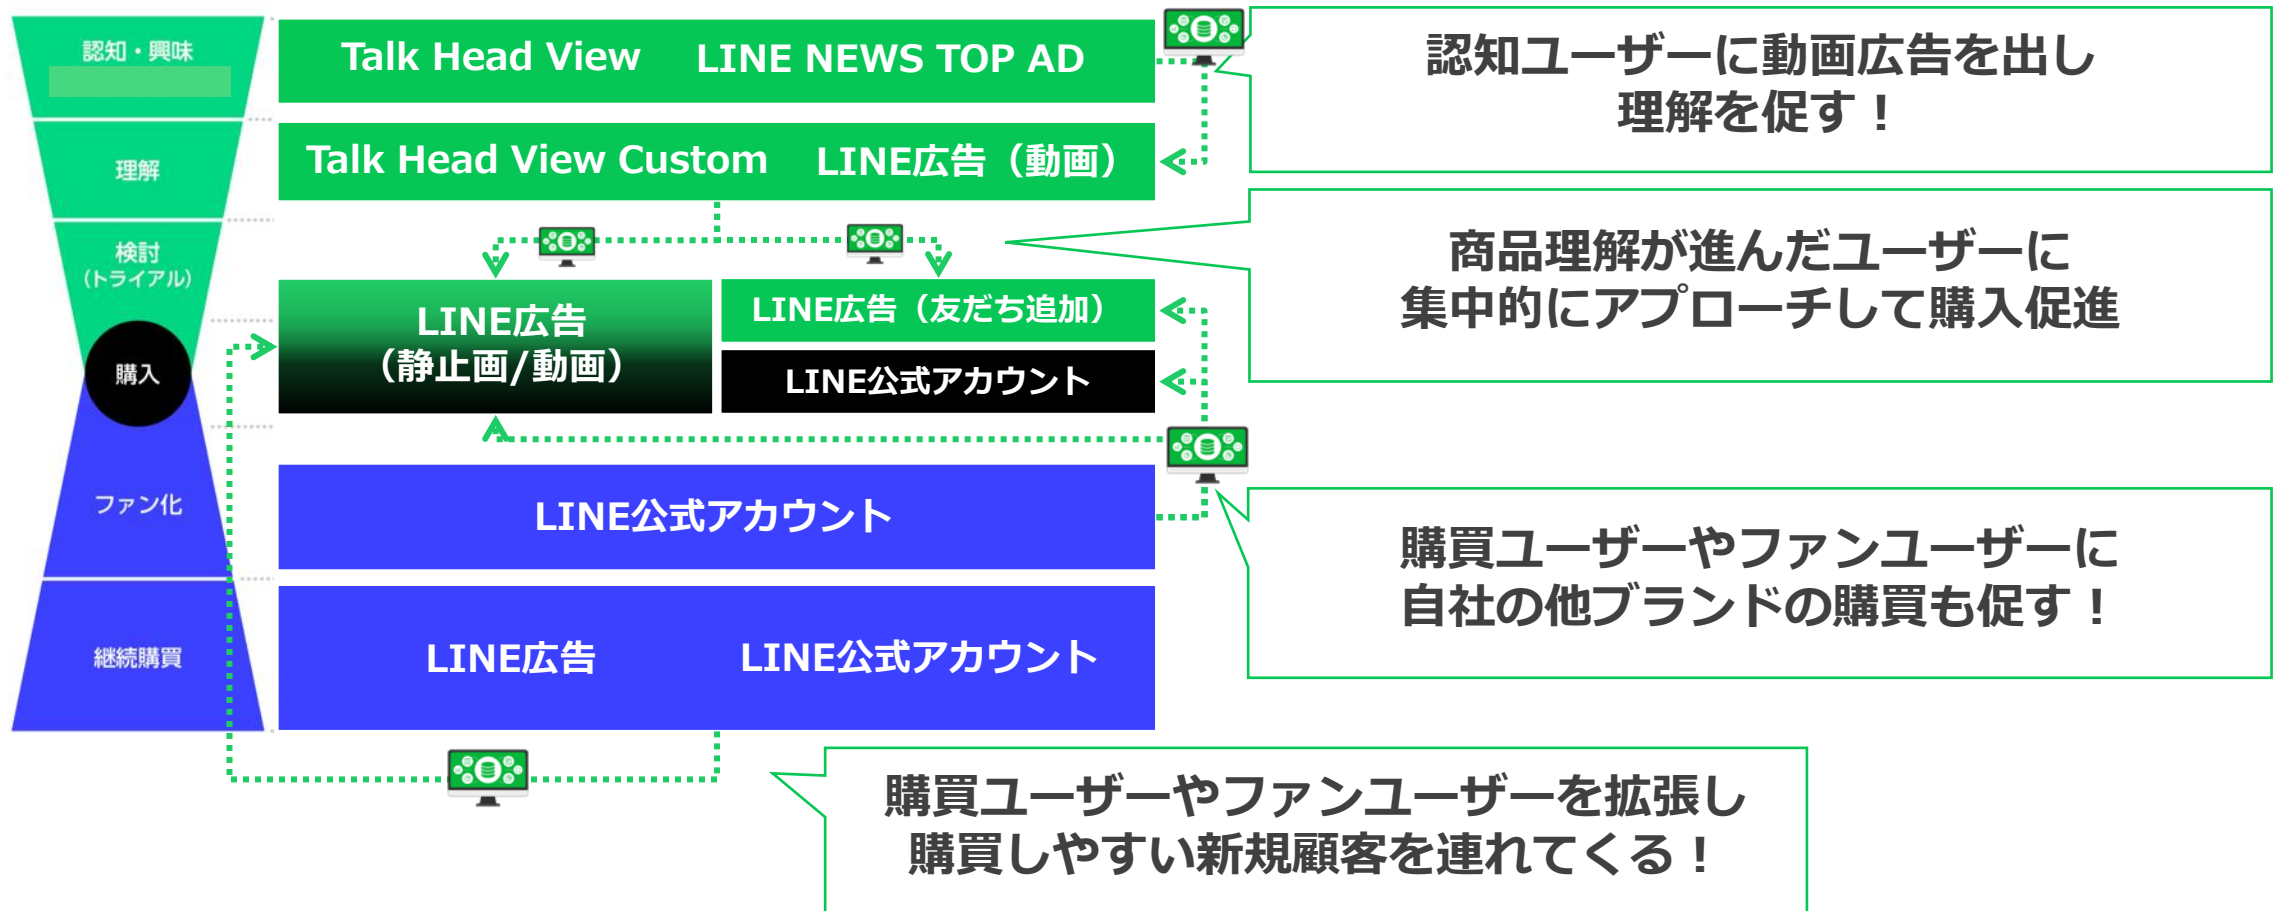 認知・興味
Talk Head View LINE NEWS TOP AD
認知ユーザーに動画広告を出し
理解を促す！
理解
Talk Head View Custom LINE広告（動画）
検討
（トライアル）
商品理解が進んだユーザーに
集中的にアプローチして購入促進
LINE広告
（静止画/動画）
LINE広告（友だち追加）
LINE公式アカウント
購入
ファン化
LINE公式アカウント
購買ユーザーやファンユーザーに
自社の他ブランドの購買も促す！
継続購買
LINE広告 LINE公式アカウント
購買ユーザーやファンユーザーを拡張し
購買しやすい新規顧客を連れてくる！